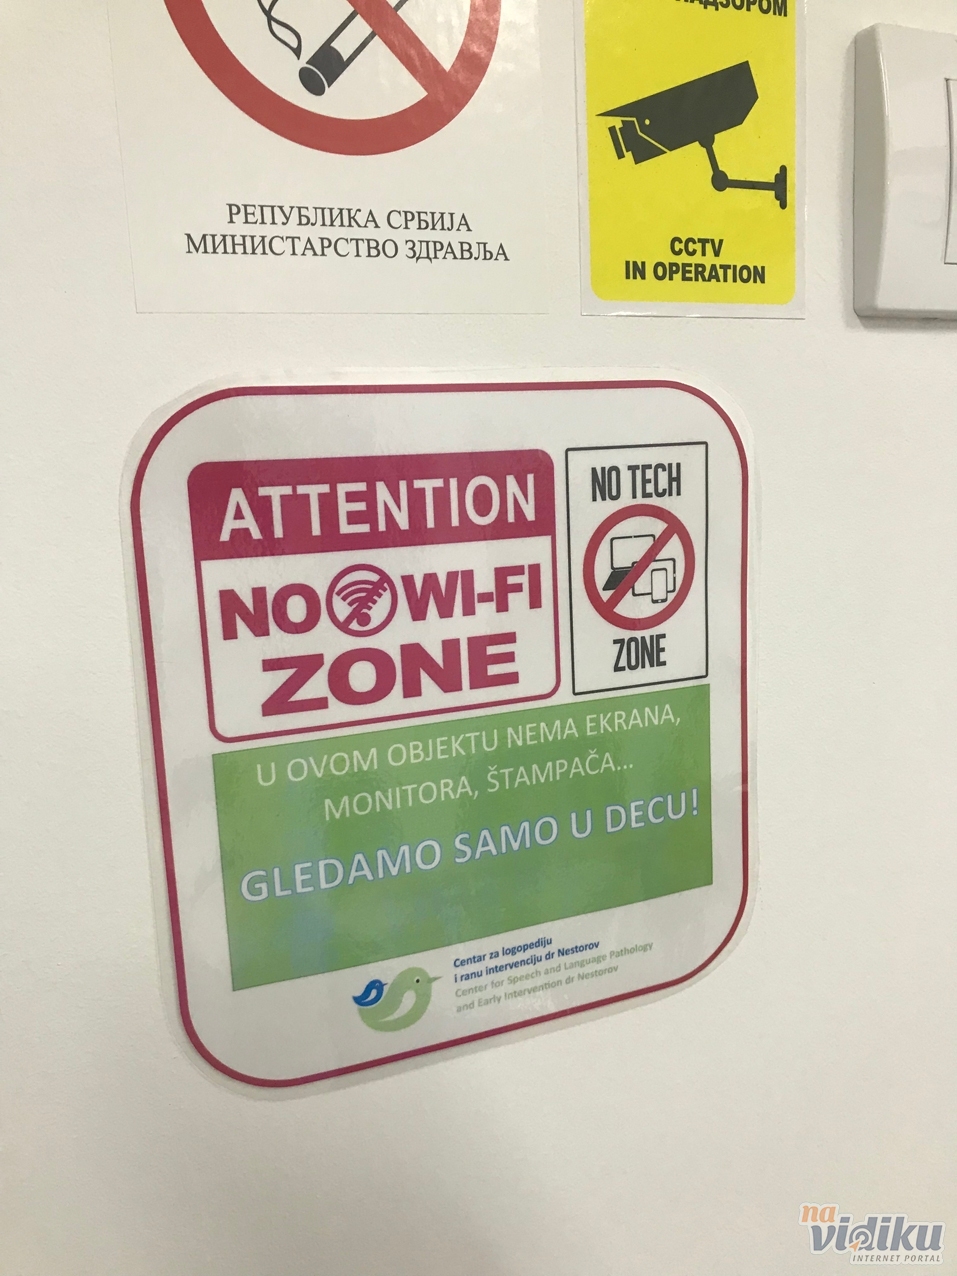 РЕПУБЛИКА СРБИЈА
МИНИСТАРСТВО ЗДРАВЉА
CCTV
IN OPERATION
ATTENTION
NO WI-FI
ZONE
NO TECH
ZONE
U OVOM OBJEKTU NEMA EKRANA,
MONITORA, ŠTAMPAČA...
GLEDAMO SAMO U DECU!
Centar za logopediju
i ranu intervenciju dr Nestorov
Center for Speech and Language Pathology
and Early Intervention dr Nestorov
na
vidiku
INTERNET PORTAL